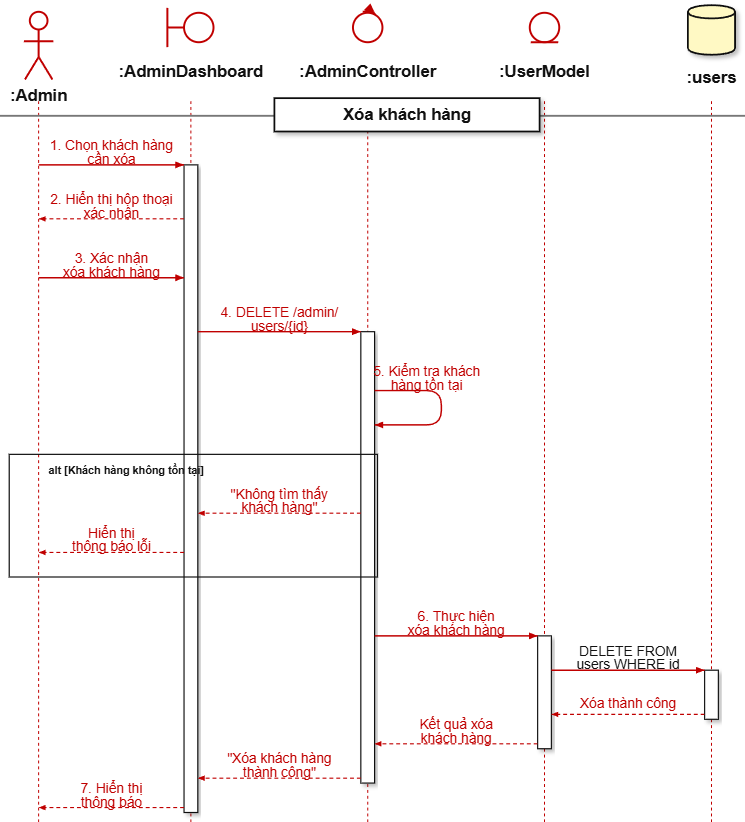 :Admin
:AdminDashboard
:AdminController
:UserModel
:users
Xóa khách hàng
1. Chọn khách hàng
cần xóa
2. Hiển thị hộp thoại
xác nhận
3. Xác nhận
xóa khách hàng
4. DELETE /admin/
users/{id}
5. Kiểm tra khách
hàng tồn tại
alt [Khách hàng không tồn tại]
"Không tìm thấy
khách hàng"
Hiển thị
thông báo lỗi
6. Thực hiện
xóa khách hàng
DELETE FROM
users WHERE id
Xóa thành công
Kết quả xóa
khách hàng
"Xóa khách hàng
thành công"
7. Hiển thị
thông báo